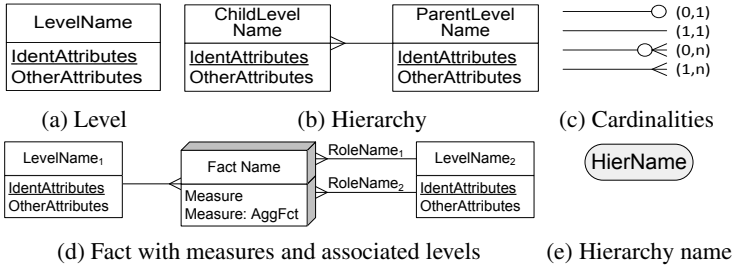 LevelName
IdentAttributes
OtherAttributes
(a) Level
ChildLevel
Name
IdentAttributes
OtherAttributes
ParentLevel
Name
IdentAttributes
OtherAttributes
(b) Hierarchy
(0,1)
(1,1)
(0,n)
(1,n)
(c) Cardinalities
LevelName₁
IdentAttributes
OtherAttributes
Fact Name
Measure
Measure: AggFct
RoleName₁
RoleName₂
LevelName₂
IdentAttributes
OtherAttributes
(d) Fact with measures and associated levels
HierName
(e) Hierarchy name